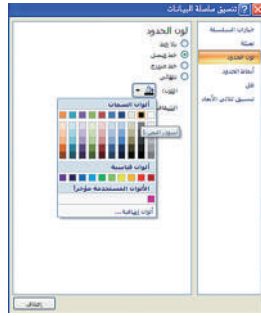 تنسيق سلسلة البيانات
خيارات السلسلة
تعبئة
لون الحدود
أنماط الحدود
ظل
تنسيق ثلاثي الأبعاد
لون الحدود
بلا خط
خط متصل
خط متدرج
تلقائي
اللون:
ألوان السمات
ألوان قياسية
الألوان المستخدمة مؤخراً
ألوان إضافية...
إغلاق